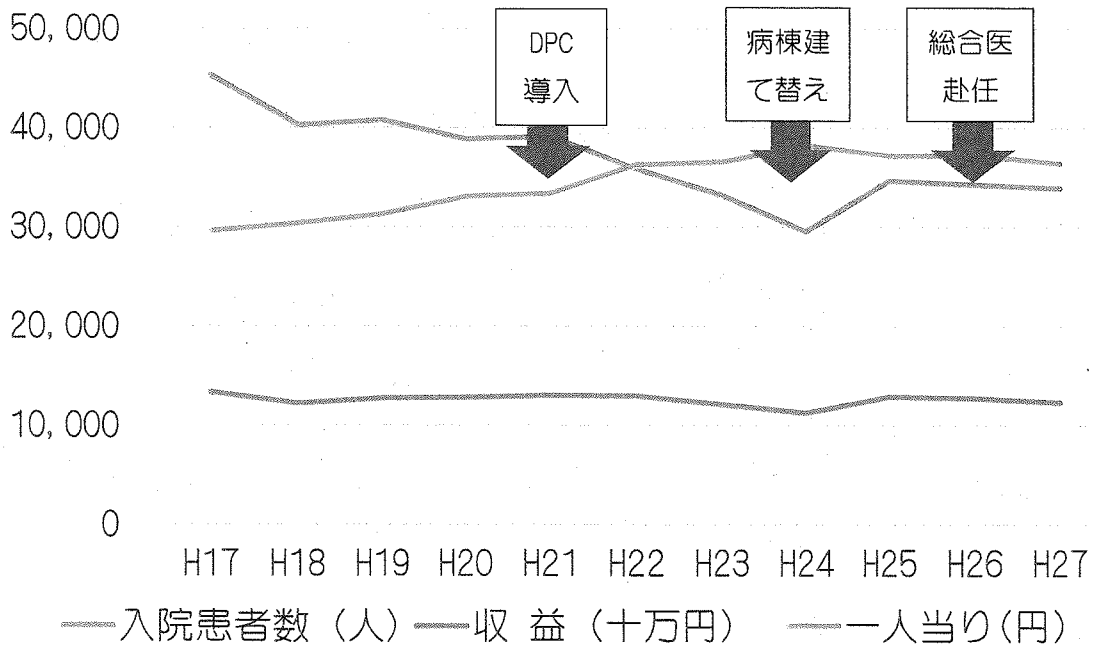 50,000
40,000
30,000
20,000
10,000
0
DPC
導入
病棟建
て替え
総合医
赴任
H17 H18 H19 H20 H21 H22 H23 H24 H25 H26 H27
入院患者数（人） 収 益（十万円） 一人当り(円)